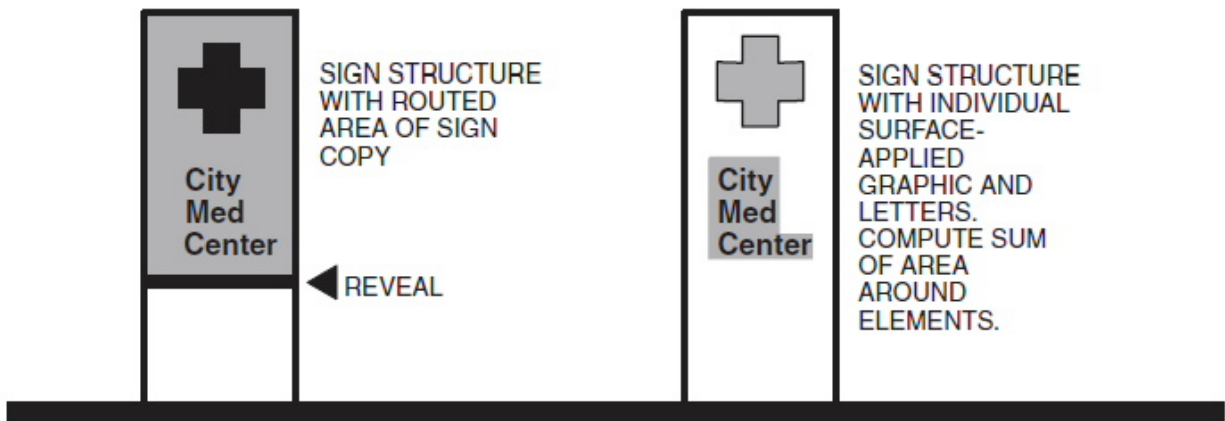 City
Med
Center
SIGN STRUCTURE
WITH ROUTED
AREA OF SIGN
COPY
REVEAL
City
Med
Center
SIGN STRUCTURE
WITH INDIVIDUAL
SURFACE-
APPLIED
GRAPHIC AND
LETTERS.
COMPUTE SUM
OF AREA
AROUND
ELEMENTS.